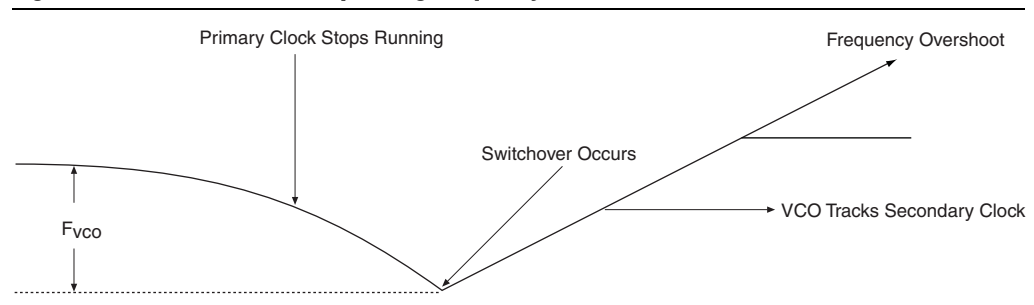 Primary Clock Stops Running
Frequency Overshoot
Switchover Occurs
VCO Tracks Secondary Clock
Fvco